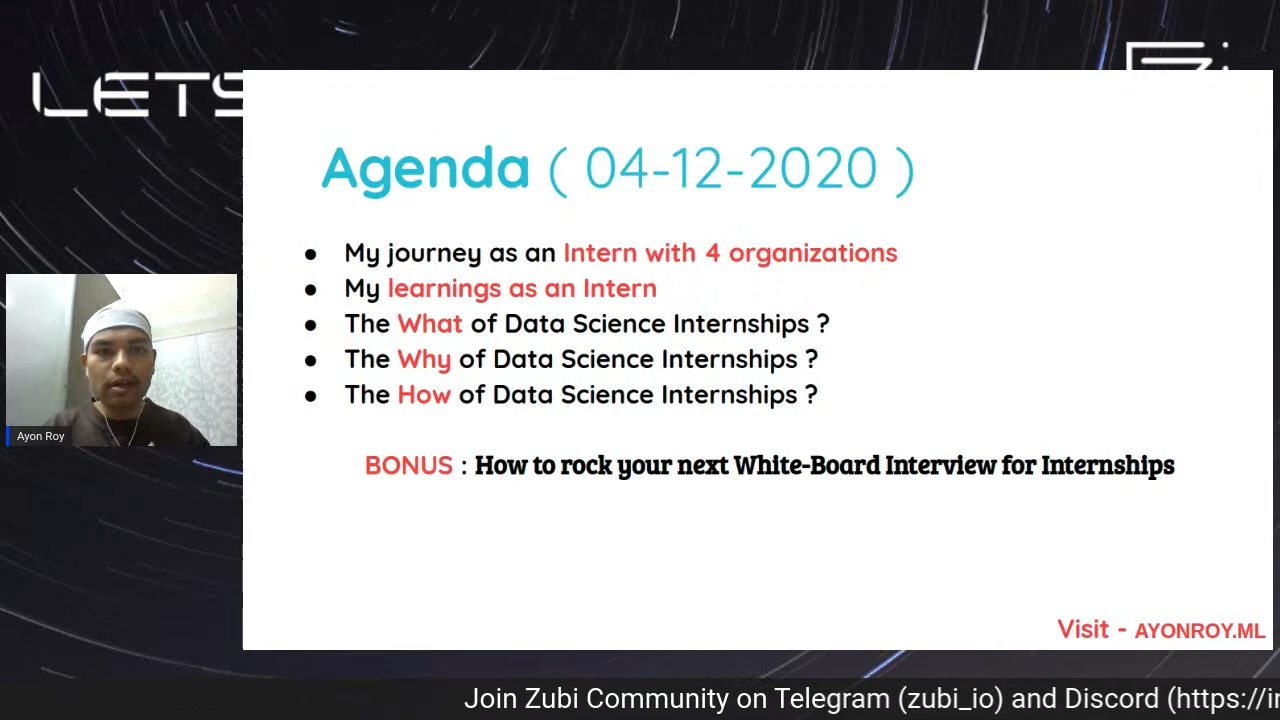 LETS
Agenda ( 04-12-2020 )
● My journey as an Intern with 4 organizations
● My learnings as an Intern
● The What of Data Science Internships ?
● The Why of Data Science Internships ?
● The How of Data Science Internships ?
Ayon Roy
BONUS : How to rock your next White-Board Interview for Internships
Visit - AYONROY.ML
Join Zubi Community on Telegram (zubi_io) and Discord (https://i